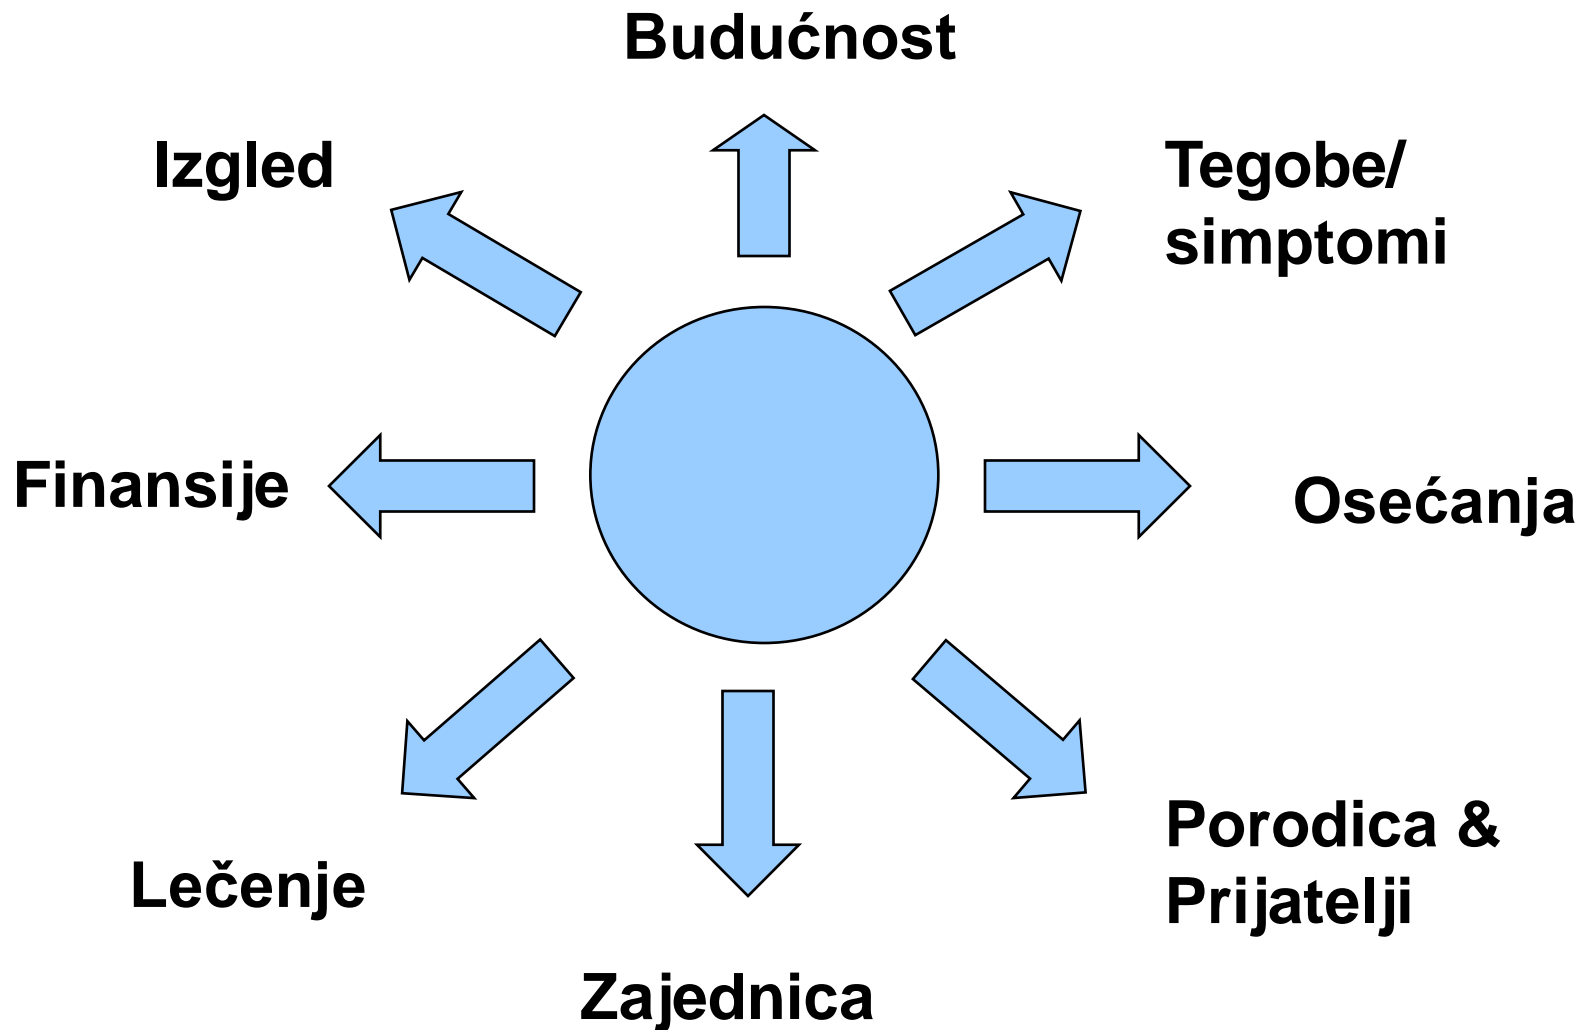 Budućnost
Izgled
Tegobe/
simptomi
Finansije
Osećanja
Lečenje
Porodica &
Prijatelji
Zajednica